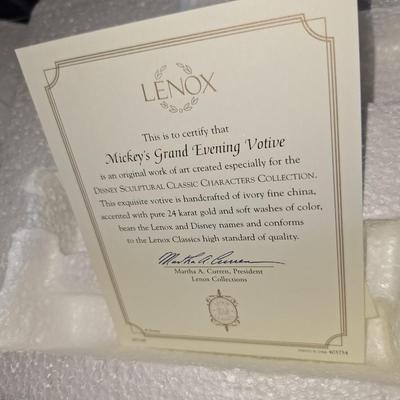 LENOX
This is to certify that
Mickey's Grand Evening Votive
is an original work of art created especially for the
DISNEY SCULPTURAL CLASSIC CHARACTERS COLLECTION.
This exquisite votive is handcrafted of ivory fine china,
accented with pure 24 karat gold and soft washes of color,
bears the Lenox and Disney names and conforms
to the Lenox Classics high standard of quality.
Martha A. Curren
Martha A. Curren, President
Lenox Collections